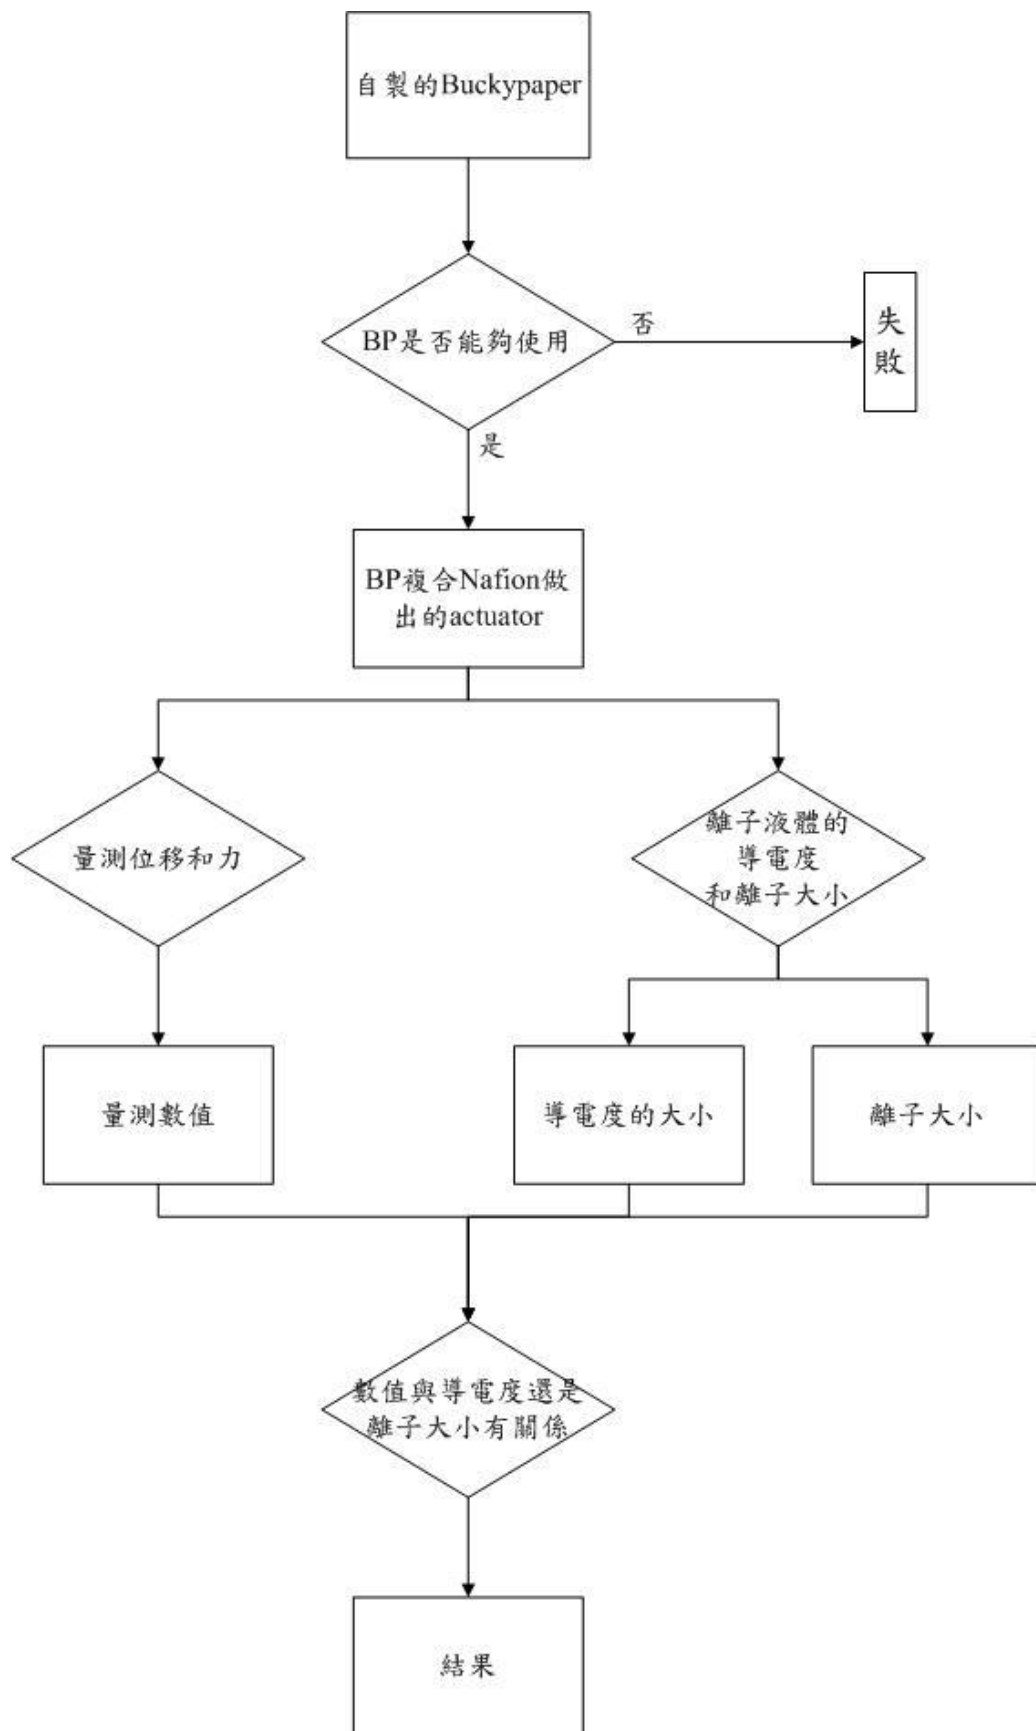 自製的Buckypaper
BP是否能夠使用
否
失
敗
是
BP複合Nafion做
出的actuator
量測位移和力
離子液體的
導電度
和離子大小
量測數值
導電度的大小
離子大小
數值與導電度還是
離子大小有關係
結果